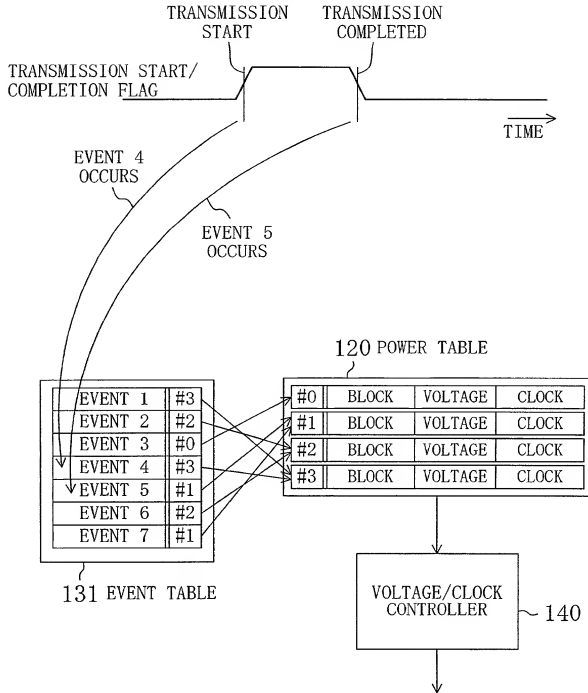 TRANSMISSION
START
TRANSMISSION
COMPLETED
TRANSMISSION START/
COMPLETION FLAG
TIME
EVENT 4
OCCURS
EVENT 5
OCCURS
120 POWER TABLE
EVENT 1 #3
EVENT 2 #2
EVENT 3 #0
EVENT 4 #3
EVENT 5 #1
EVENT 6 #2
EVENT 7 #1
131 EVENT TABLE
#0 BLOCK VOLTAGE CLOCK
#1 BLOCK VOLTAGE CLOCK
#2 BLOCK VOLTAGE CLOCK
#3 BLOCK VOLTAGE CLOCK
VOLTAGE/CLOCK
CONTROLLER
140